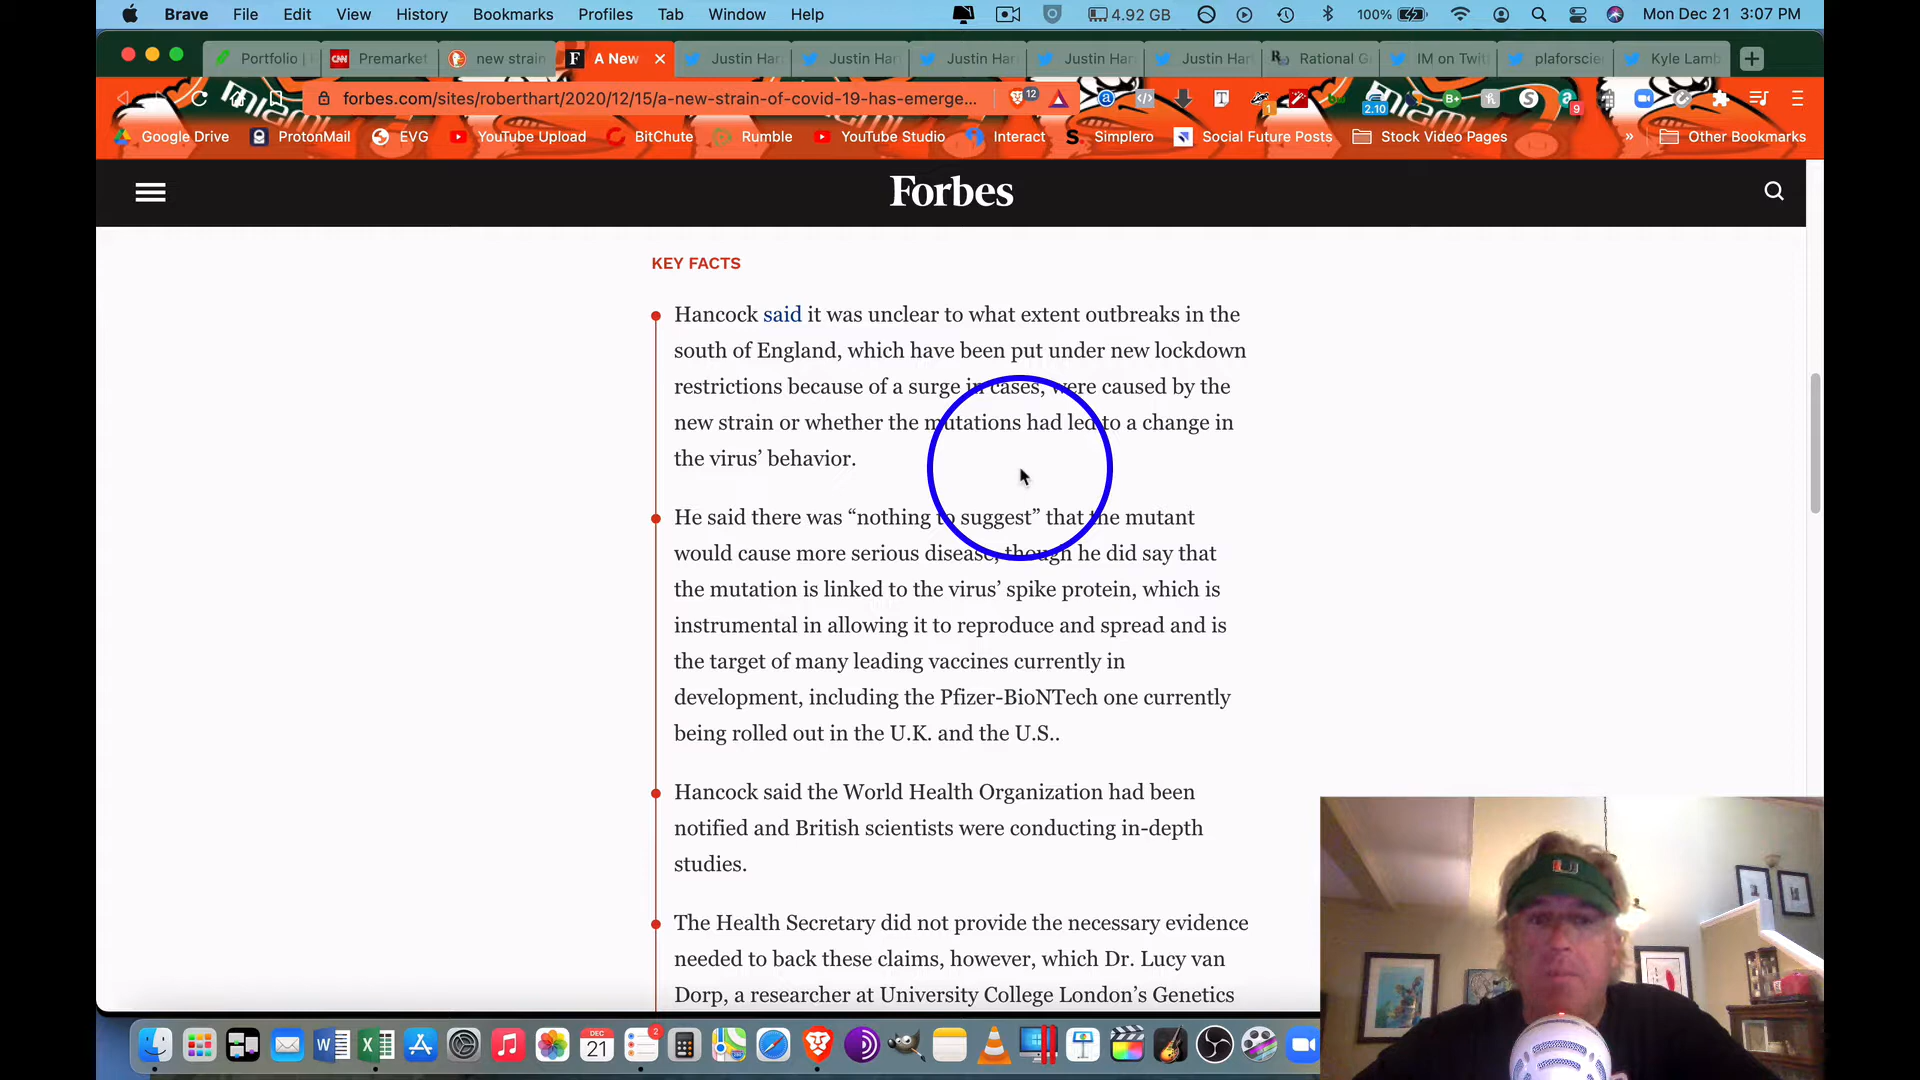 Brave File Edit View History Bookmarks Profiles Tab Window Help 4.92 GB 100% Mon Dec 21 3:07 PM
Portfolio | CNN Premarket new strain F A New Justin Har Justin Har Justin Har Justin Har Justin Har Rational G IM on Twit plaforscie Kyle Lamb
forbes.com/sites/roberthart/2020/12/15/a-new-strain-of-covid-19-has-emerge... 12 1 2.10 B+ 9
Google Drive ProtonMail EVG YouTube Upload BitChute Rumble YouTube Studio Interact Simplero Social Future Posts Stock Video Pages » Other Bookmarks
Forbes
KEY FACTS
Hancock said it was unclear to what extent outbreaks in the
south of England, which have been put under new lockdown
restrictions because of a surge in cases, were caused by the
new strain or whether the mutations had led to a change in
the virus’ behavior.
He said there was “nothing to suggest” that the mutant
would cause more serious disease, though he did say that
the mutation is linked to the virus’ spike protein, which is
instrumental in allowing it to reproduce and spread and is
the target of many leading vaccines currently in
development, including the Pfizer-BioNTech one currently
being rolled out in the U.K. and the U.S..
Hancock said the World Health Organization had been
notified and British scientists were conducting in-depth
studies.
The Health Secretary did not provide the necessary evidence
needed to back these claims, however, which Dr. Lucy van
Dorp, a researcher at University College London’s Genetics
DEC
21
2